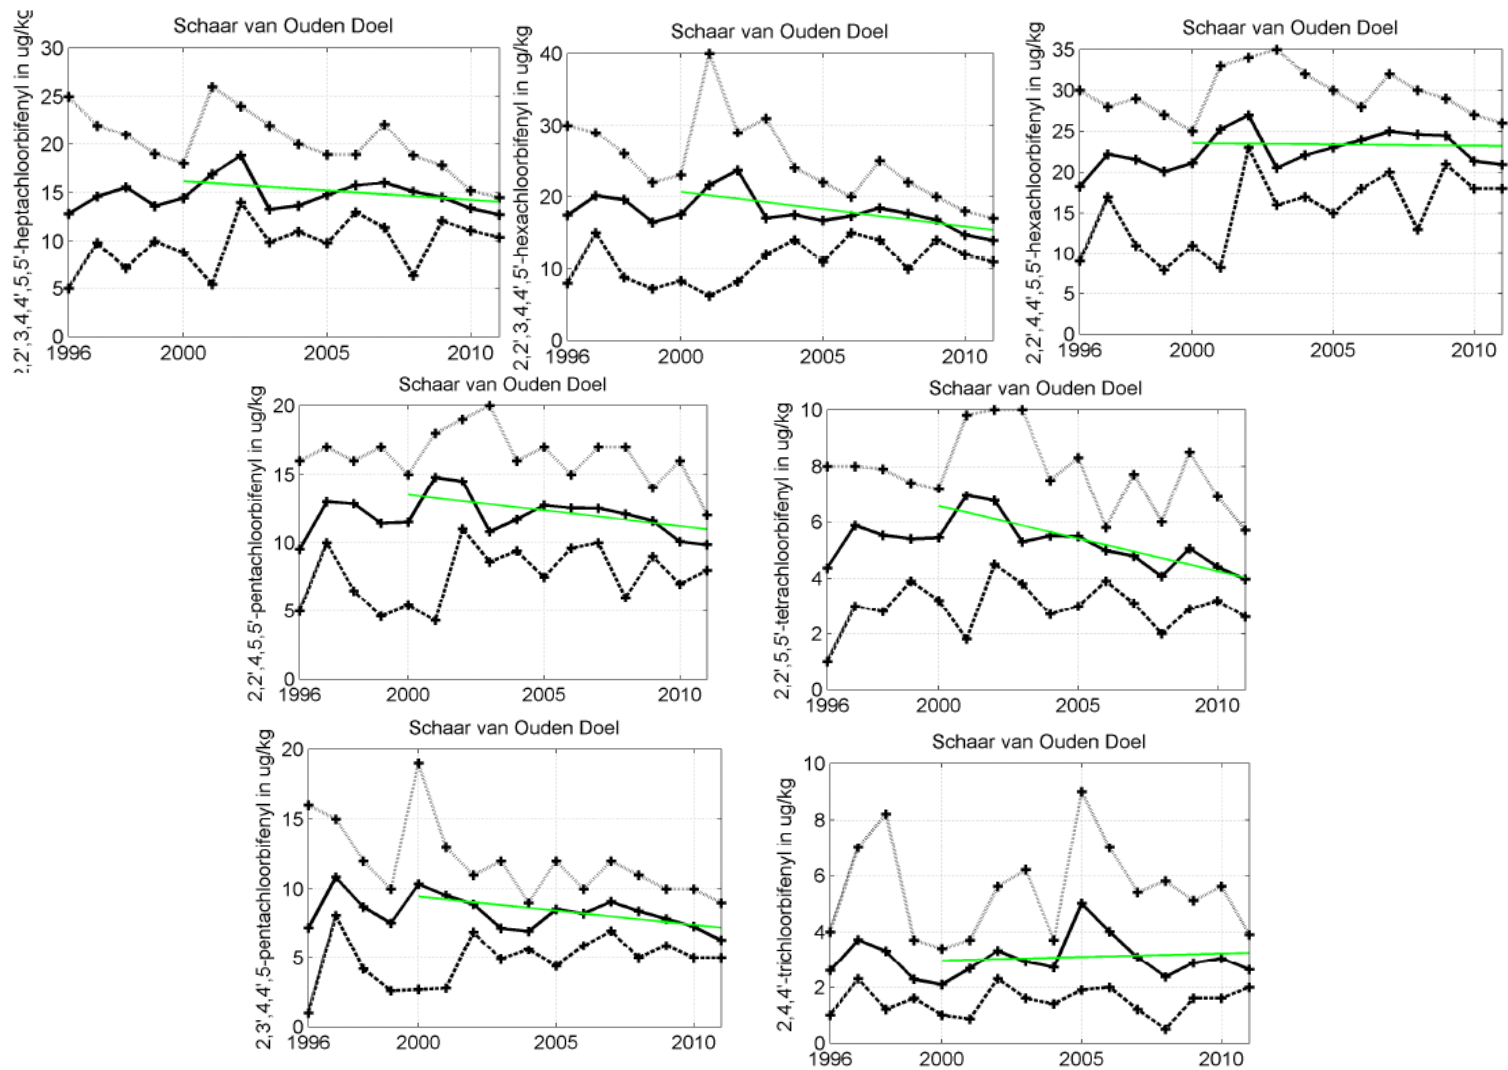 Schaar van Ouden Doel
2,2',3,4,4',5,5'-heptachloorbifenyl in ug/kg
30
25
20
15
10
5
0
1996 2000 2005 2010
Schaar van Ouden Doel
2,2',3,4,4',5'-hexachloorbifenyl in ug/kg
40
30
20
10
0
1996 2000 2005 2010
Schaar van Ouden Doel
2,2',4,4',5,5'-hexachloorbifenyl in ug/kg
35
30
25
20
15
10
5
0
1996 2000 2005 2010
Schaar van Ouden Doel
2,2',4,5,5'-pentachloorbifenyl in ug/kg
20
15
10
5
0
1996 2000 2005 2010
Schaar van Ouden Doel
2,2',5,5'-tetrachloorbifenyl in ug/kg
10
8
6
4
2
0
1996 2000 2005 2010
Schaar van Ouden Doel
2,3',4,4',5-pentachloorbifenyl in ug/kg
20
15
10
5
0
1996 2000 2005 2010
Schaar van Ouden Doel
2,4,4'-trichloorbifenyl in ug/kg
10
8
6
4
2
0
1996 2000 2005 2010